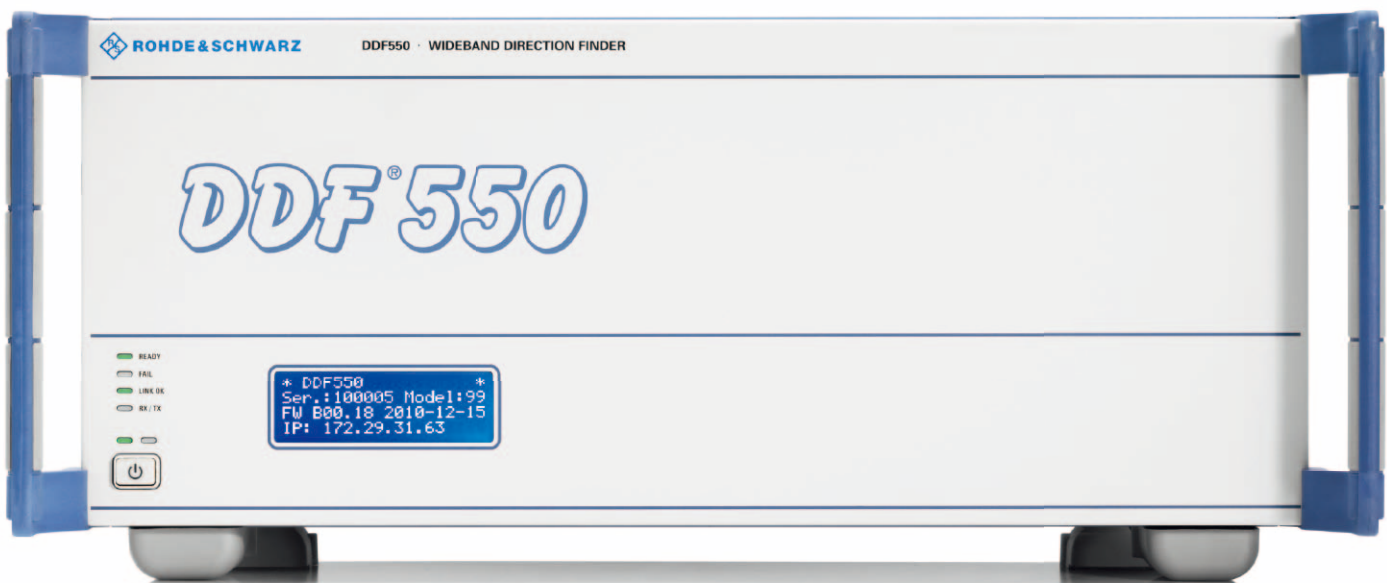 ROHDE&SCHWARZ
DDF550 · WIDEBAND DIRECTION FINDER
DDF® 550
READY
FAIL
LINK OK
RX / TX
* DDF550 *
Ser.:100005 Model:99
FW B00.18 2010-12-15
IP: 172.29.31.63